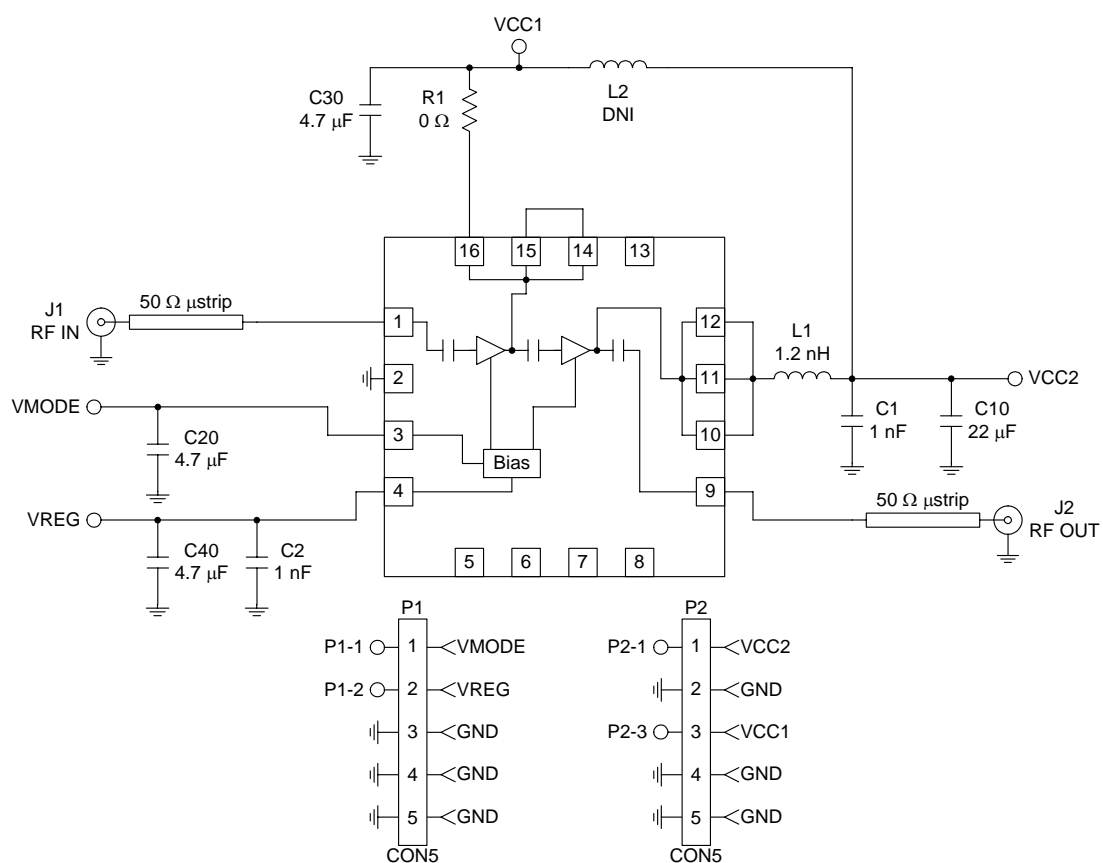 VCC1
C30
4.7 µF
R1
0 Ω
L2
DNI
16
15
14
13
J1
RF IN
50 Ω µstrip
1
2
3
4
12
11
10
9
L1
1.2 nH
VCC2
C1
1 nF
C10
22 µF
VMODE
C20
4.7 µF
Bias
VREG
C40
4.7 µF
C2
1 nF
50 Ω µstrip
J2
RF OUT
5
6
7
8
P1
P1-1
1
VMODE
P1-2
2
VREG
3
GND
4
GND
5
GND
CON5
P2
P2-1
1
VCC2
2
GND
P2-3
3
VCC1
4
GND
5
GND
CON5